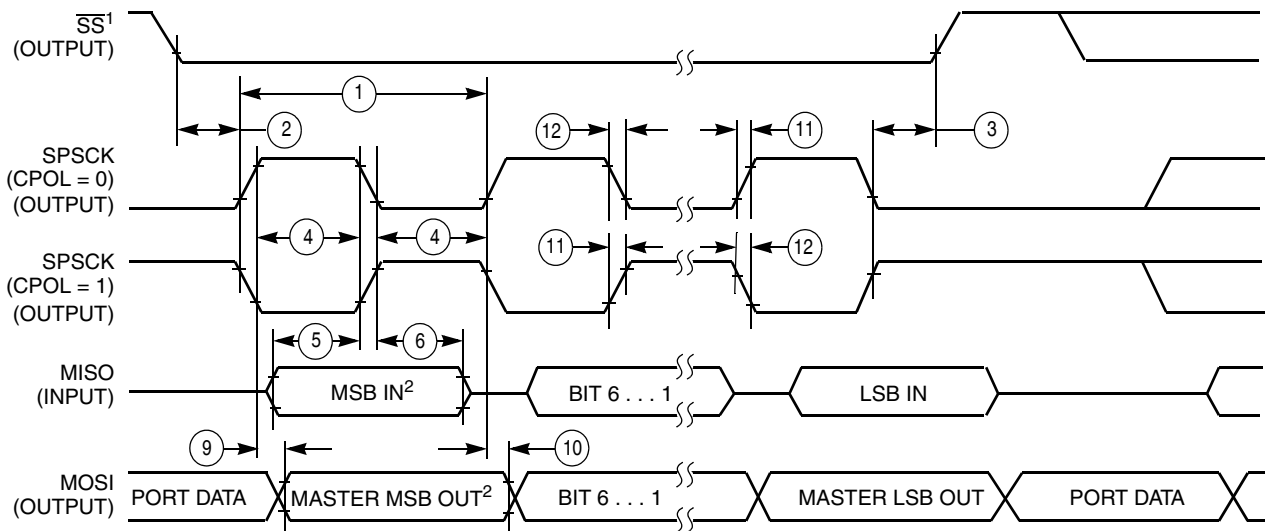 SS¹
(OUTPUT)
1
2
12
11
3
SPSCK
(CPOL = 0)
(OUTPUT)
4
4
SPSCK
(CPOL = 1)
(OUTPUT)
11
12
5
6
MISO
(INPUT)
MSB IN²
BIT 6 . . . 1
LSB IN
9
10
MOSI
(OUTPUT)
PORT DATA
MASTER MSB OUT²
BIT 6 . . . 1
MASTER LSB OUT
PORT DATA